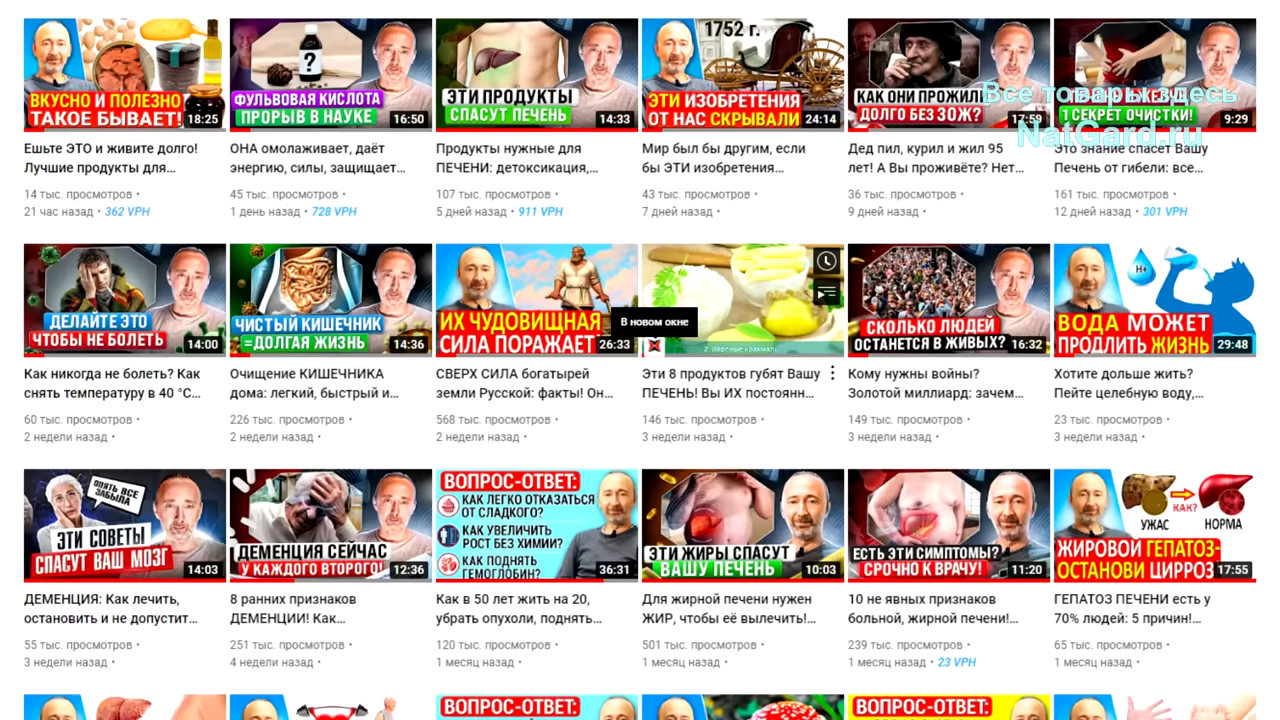 ВКУСНО И ПОЛЕЗНО
ТАКОЕ БЫВАЕТ!
18:25
ФУЛЬВОВАЯ КИСЛОТА
ПРОРЫВ В НАУКЕ
?
16:50
ЭТИ ПРОДУКТЫ
СПАСУТ ПЕЧЕНЬ
14:33
1752 г.
ЭТИ ИЗОБРЕТЕНИЯ
ОТ НАС СКРЫВАЛИ
24:14
КАК ОНИ ПРОЖИЛИ
ДОЛГО БЕЗ ЗОЖ?
17:59
1 СЕКРЕТ ОЧИСТКИ!
9:29
Все товары здесь
NatGard.ru
Ешьте ЭТО и живите долго!
Лучшие продукты для...
14 тыс. просмотров •
21 час назад • 362 VPH
ОНА омолаживает, даёт
энергию, силы, защищает...
45 тыс. просмотров •
1 день назад • 728 VPH
Продукты нужные для
ПЕЧЕНИ: детоксикация,...
107 тыс. просмотров •
5 дней назад • 911 VPH
Мир был бы другим, если
бы ЭТИ изобретения...
43 тыс. просмотров •
7 дней назад •
Дед пил, курил и жил 95
лет! А Вы проживёте? Нет...
36 тыс. просмотров •
9 дней назад •
Это знание спасет Вашу
Печень от гибели: все...
161 тыс. просмотров •
12 дней назад • 301 VPH
ДЕЛАЙТЕ ЭТО
ЧТОБЫ НЕ БОЛЕТЬ
14:00
ЧИСТЫЙ КИШЕЧНИК
=ДОЛГАЯ ЖИЗНЬ
14:36
ИХ ЧУДОВИЩНАЯ
СИЛА ПОРАЖАЕТ
26:33
В новом окне
2. Вареные крахмалы
СКОЛЬКО ЛЮДЕЙ
ОСТАНЕТСЯ В ЖИВЫХ?
16:32
H+
ВОДА МОЖЕТ
ПРОДЛИТЬ ЖИЗНЬ
29:48
Как никогда не болеть? Как
снять температуру в 40 °С...
60 тыс. просмотров •
2 недели назад •
Очищение КИШЕЧНИКА
дома: легкий, быстрый и...
226 тыс. просмотров •
2 недели назад •
СВЕРХ СИЛА богатырей
земли Русской: факты! Он...
568 тыс. просмотров •
2 недели назад •
Эти 8 продуктов губят Вашу
ПЕЧЕНЬ! Вы ИХ постоянн...
146 тыс. просмотров •
3 недели назад •
Кому нужны войны?
Золотой миллиард: зачем...
149 тыс. просмотров •
3 недели назад •
Хотите дольше жить?
Пейте целебную воду,...
23 тыс. просмотров •
3 недели назад •
ОПЯТЬ ВСЕ
ЗАБЫЛА
ЭТИ СОВЕТЫ
СПАСУТ ВАШ МОЗГ
14:03
ДЕМЕНЦИЯ СЕЙЧАС
У КАЖДОГО ВТОРОГО!
12:36
ВОПРОС-ОТВЕТ:
КАК ЛЕГКО ОТКАЗАТЬСЯ
ОТ СЛАДКОГО?
КАК УВЕЛИЧИТЬ
РОСТ БЕЗ ХИМИИ?
КАК ПОДНЯТЬ
ГЕМОГЛОБИН?
36:31
ЭТИ ЖИРЫ СПАСУТ
ВАШУ ПЕЧЕНЬ
10:03
ЕСТЬ ЭТИ СИМПТОМЫ?
СРОЧНО К ВРАЧУ!
11:20
КАК?
УЖАС
НОРМА
ЖИРОВОЙ ГЕПАТОЗ-
ОСТАНОВИ ЦИРРОЗ
17:55
ДЕМЕНЦИЯ: Как лечить,
остановить и не допустит...
55 тыс. просмотров •
3 недели назад •
8 ранних признаков
ДЕМЕНЦИИ! Как...
251 тыс. просмотров •
4 недели назад •
Как в 50 лет жить на 20,
убрать опухоли, поднять...
120 тыс. просмотров •
1 месяц назад •
Для жирной печени нужен
ЖИР, чтобы её вылечить!...
501 тыс. просмотров •
1 месяц назад •
10 не явных признаков
больной, жирной печени!...
239 тыс. просмотров •
1 месяц назад • 23 VPH
ГЕПАТОЗ ПЕЧЕНИ есть у
70% людей: 5 причин!...
65 тыс. просмотров •
1 месяц назад •
ВОПРОС-ОТВЕТ:
ВОПРОС-ОТВЕТ: